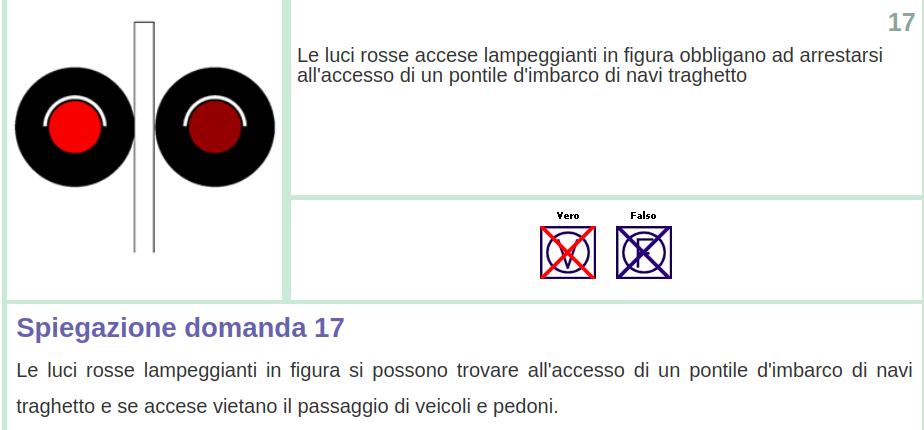 17
Le luci rosse accese lampeggianti in figura obbligano ad arrestarsi
all'accesso di un pontile d'imbarco di navi traghetto
Vero Falso
V F
Spiegazione domanda 17
Le luci rosse lampeggianti in figura si possono trovare all'accesso di un pontile d'imbarco di navi
traghetto e se accese vietano il passaggio di veicoli e pedoni.